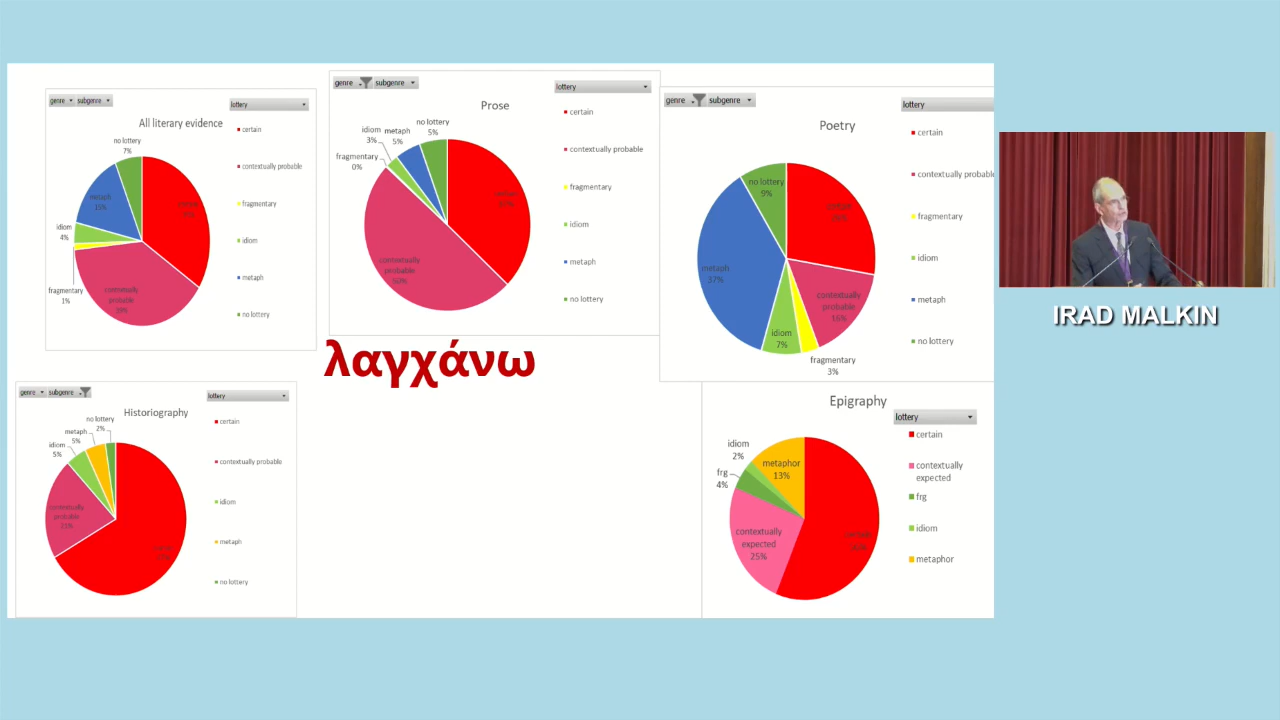 genre subgenre
lottery
All literary evidence
no lottery
7%
metaph
15%
idiom
4%
fragmentary
1%
contextually
probable
39%
certain
contextually probable
fragmentary
idiom
metaph
no lottery
genre subgenre
lottery
Prose
no lottery
5%
metaph
5%
idiom
3%
fragmentary
0%
contextually
probable
50%
certain
contextually probable
fragmentary
idiom
metaph
no lottery
genre subgenre
lottery
Poetry
no lottery
9%
metaph
37%
contextually
probable
16%
idiom
7%
fragmentary
3%
certain
contextually probable
fragmentary
idiom
metaph
no lottery
IRAD MALKIN
λαγχάνω
genre subgenre
lottery
Historiography
no lottery
2%
metaph
5%
idiom
5%
contextually
probable
21%
certain
contextually probable
idiom
metaph
no lottery
Epigraphy
lottery
idiom
2%
metaphor
13%
frg
4%
contextually
expected
25%
certain
contextually
expected
frg
idiom
metaphor